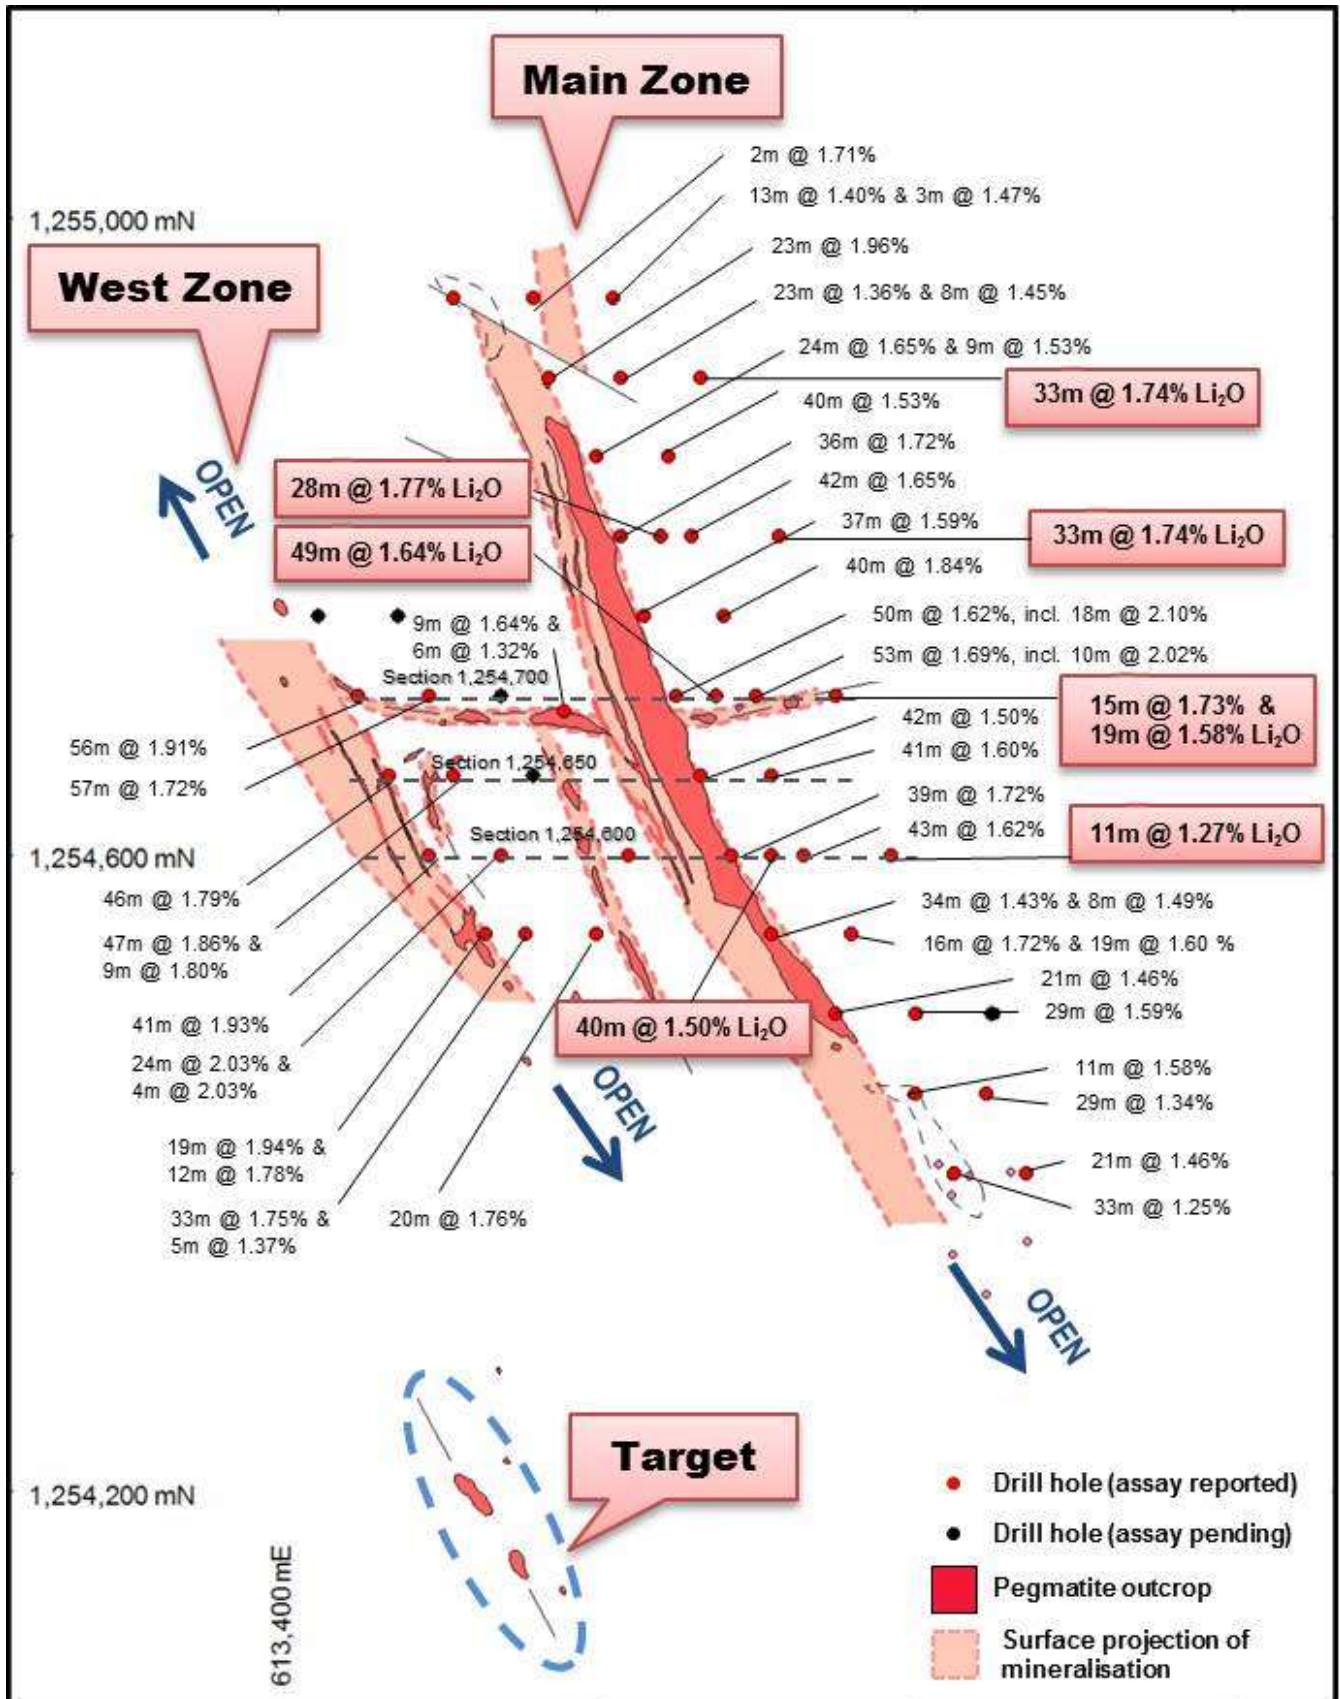 Main Zone
2m @ 1.71%
13m @ 1.40% & 3m @ 1.47%
1,255,000 mN
23m @ 1.96%
West Zone
23m @ 1.36% & 8m @ 1.45%
24m @ 1.65% & 9m @ 1.53%
33m @ 1.74% Li₂O
40m @ 1.53%
36m @ 1.72%
OPEN
28m @ 1.77% Li₂O
42m @ 1.65%
37m @ 1.59%
33m @ 1.74% Li₂O
49m @ 1.64% Li₂O
40m @ 1.84%
50m @ 1.62%, incl. 18m @ 2.10%
9m @ 1.64% &
6m @ 1.32%
53m @ 1.69%, incl. 10m @ 2.02%
Section 1,254,700
15m @ 1.73% &
19m @ 1.58% Li₂O
42m @ 1.50%
56m @ 1.91%
41m @ 1.60%
Section 1,254,650
57m @ 1.72%
39m @ 1.72%
43m @ 1.62%
11m @ 1.27% Li₂O
Section 1,254,600
1,254,600 mN
46m @ 1.79%
34m @ 1.43% & 8m @ 1.49%
47m @ 1.86% &
9m @ 1.80%
16m @ 1.72% & 19m @ 1.60 %
21m @ 1.46%
41m @ 1.93%
40m @ 1.50% Li₂O
29m @ 1.59%
24m @ 2.03% &
4m @ 2.03%
11m @ 1.58%
29m @ 1.34%
OPEN
19m @ 1.94% &
12m @ 1.78%
21m @ 1.46%
33m @ 1.25%
33m @ 1.75% &
5m @ 1.37%
20m @ 1.76%
OPEN
Target
1,254,200 mN
613,400mE
Drill hole (assay reported)
Drill hole (assay pending)
Pegmatite outcrop
Surface projection of
mineralisation